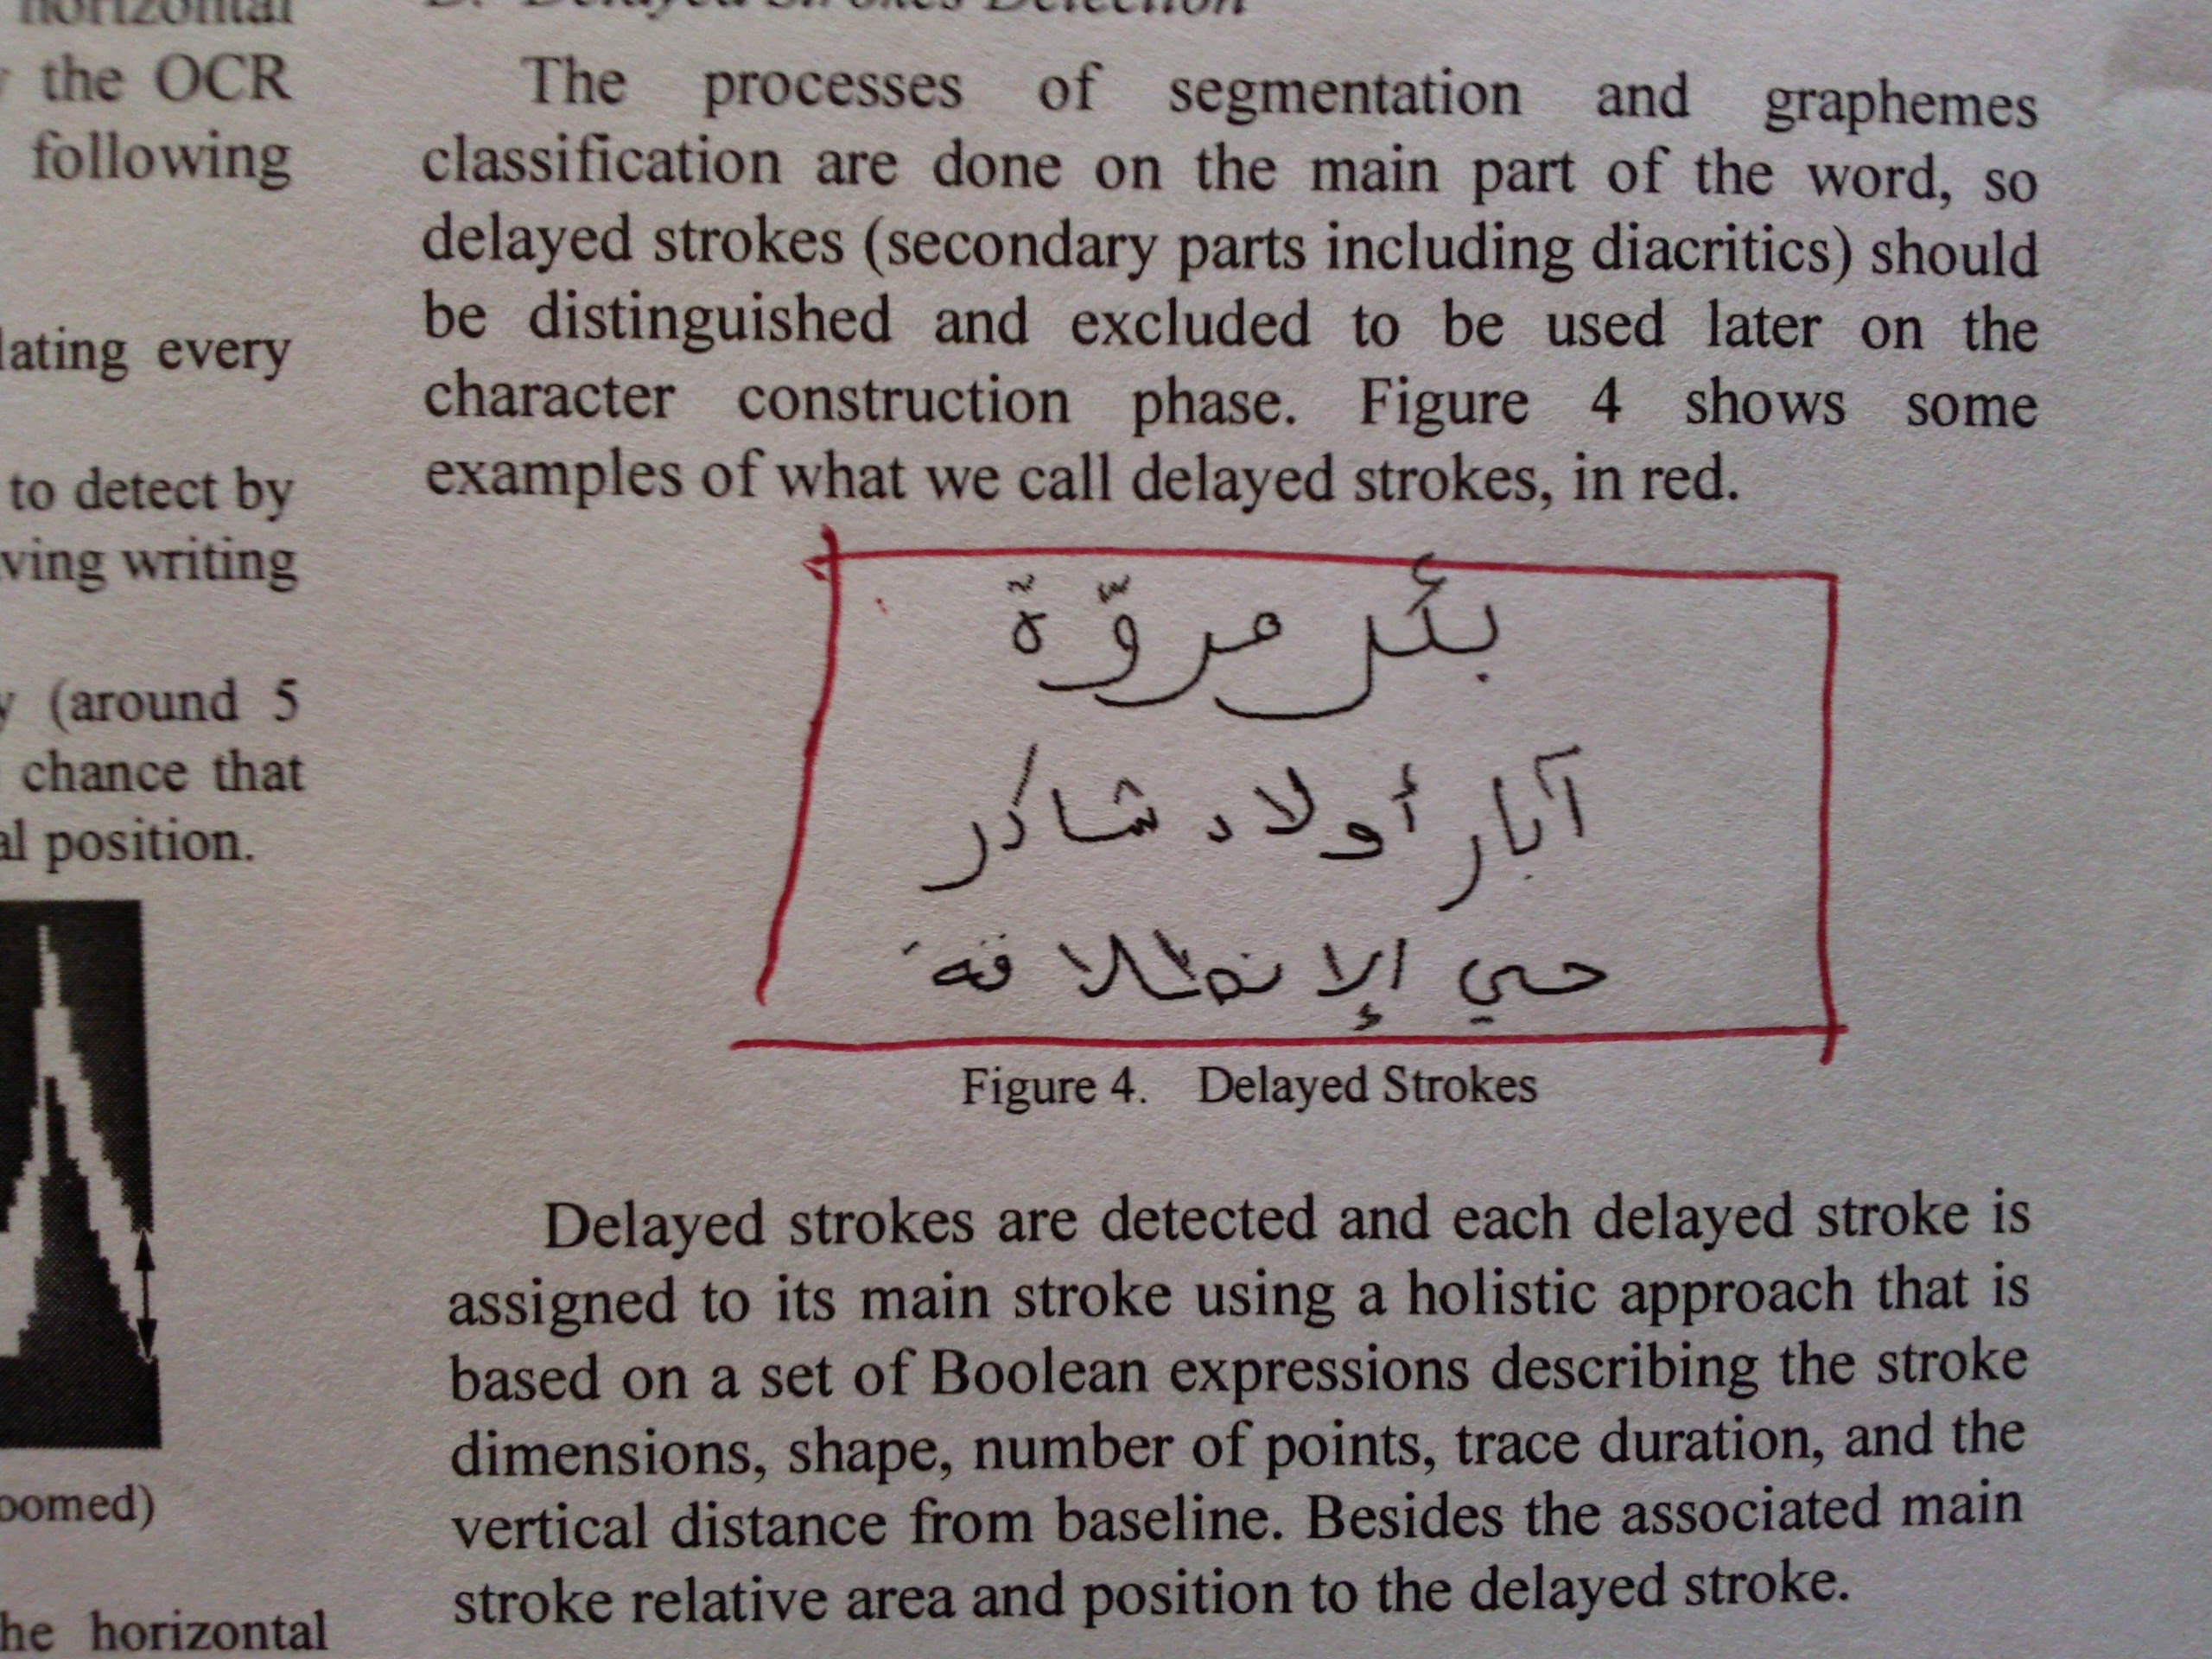 horizontal
the OCR
following
lating every
to detect by
ving writing
(around 5
chance that
al position.
oomed)
he horizontal
Delayed Strokes Detection
The processes of segmentation and graphemes
classification are done on the main part of the word, so
delayed strokes (secondary parts including diacritics) should
be distinguished and excluded to be used later on the
character construction phase. Figure 4 shows some
examples of what we call delayed strokes, in red.
بئر مروّة
آبار أولاد شاكر
حي الإنطلاقة
Figure 4. Delayed Strokes
Delayed strokes are detected and each delayed stroke is
assigned to its main stroke using a holistic approach that is
based on a set of Boolean expressions describing the stroke
dimensions, shape, number of points, trace duration, and the
vertical distance from baseline. Besides the associated main
stroke relative area and position to the delayed stroke.